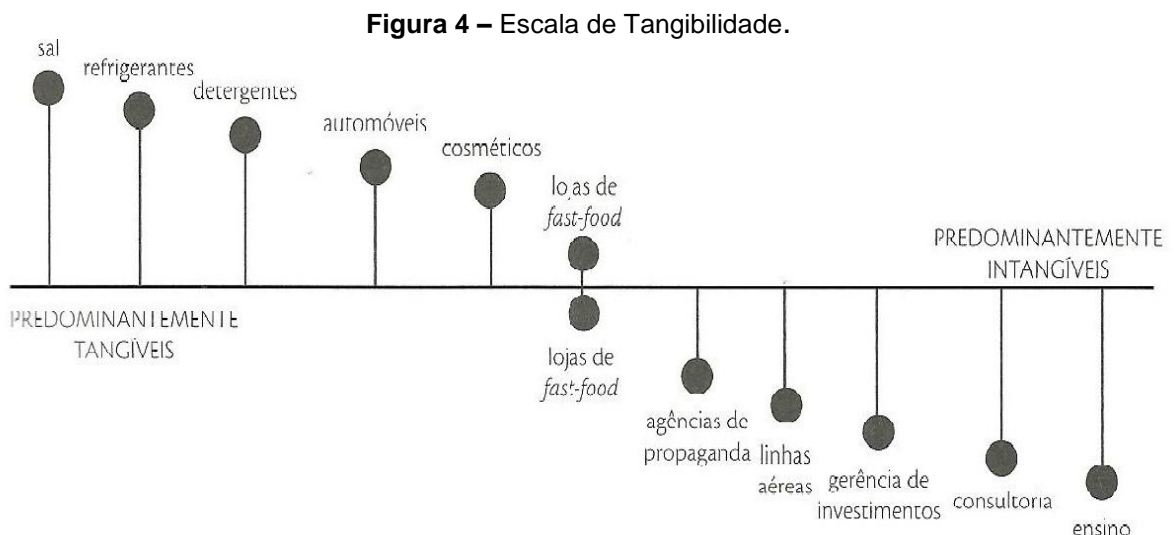 Figura 4 – Escala de Tangibilidade.
sal
refrigerantes
detergentes
automóveis
cosméticos
lojas de
fast-food
PREDOMINANTEMENTE
INTANGÍVEIS
PREDOMINANTEMENTE
TANGÍVEIS
lojas de
fast-food
agências de
propaganda
linhas
aéreas
gerência de
investimentos
consultoria
ensino